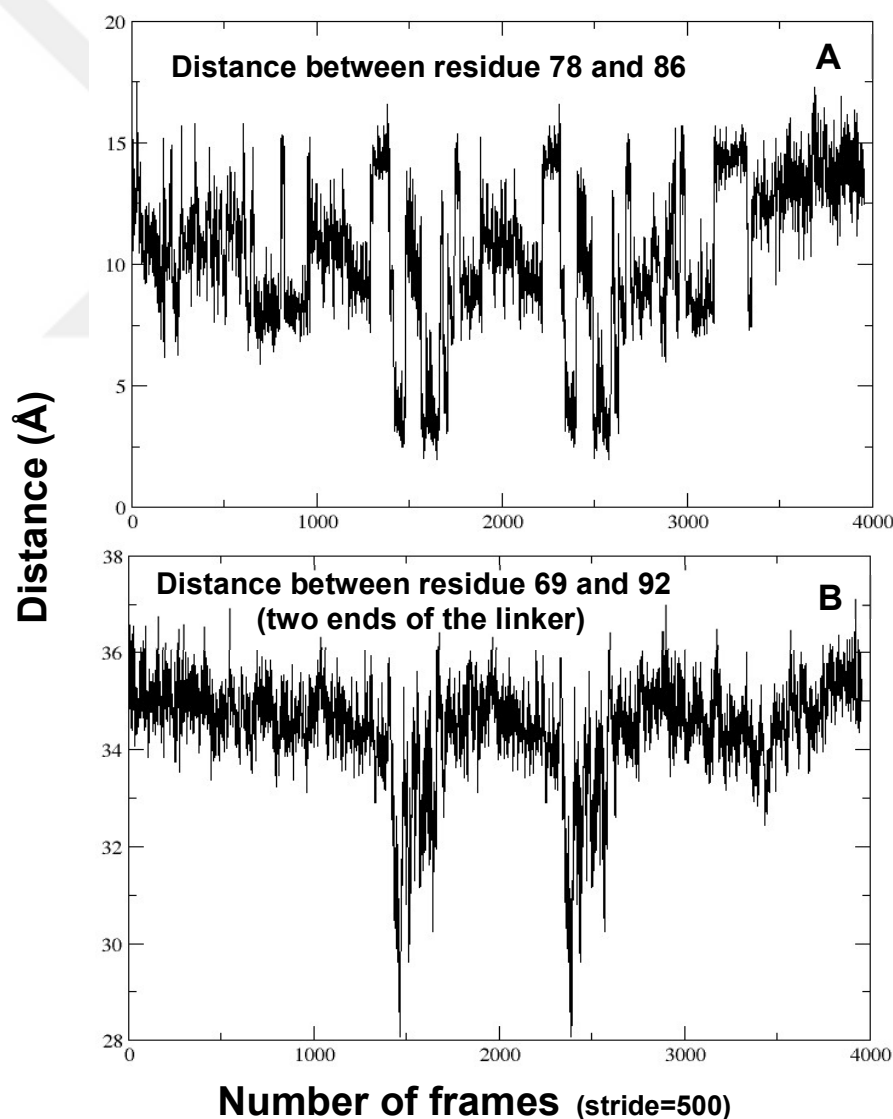 20
Distance between residue 78 and 86
A
15
10
5
0
0 1000 2000 3000 4000
Distance (Å)
38
Distance between residue 69 and 92
(two ends of the linker)
B
36
34
32
30
28
0 1000 2000 3000 4000
Number of frames (stride=500)